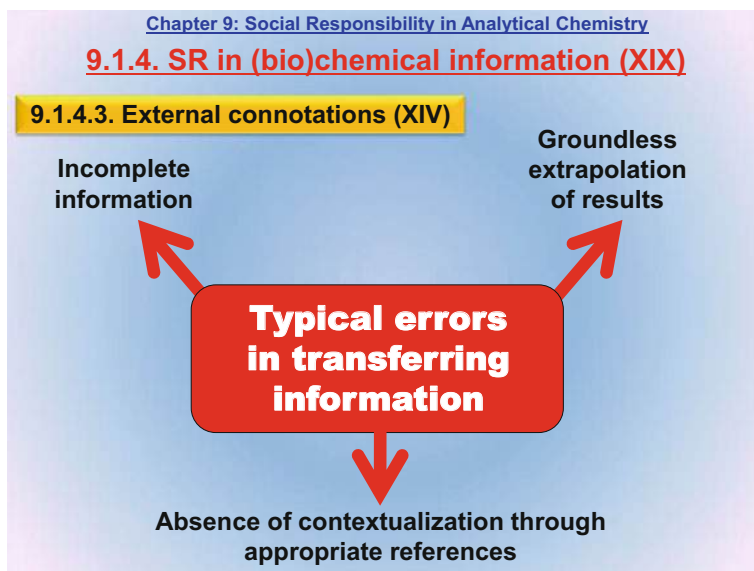 Chapter 9: Social Responsibility in Analytical Chemistry
9.1.4. SR in (bio)chemical information (XIX)
9.1.4.3. External connotations (XIV)
Incomplete
information
Groundless
extrapolation
of results
Typical errors
in transferring
information
Absence of contextualization through
appropriate references